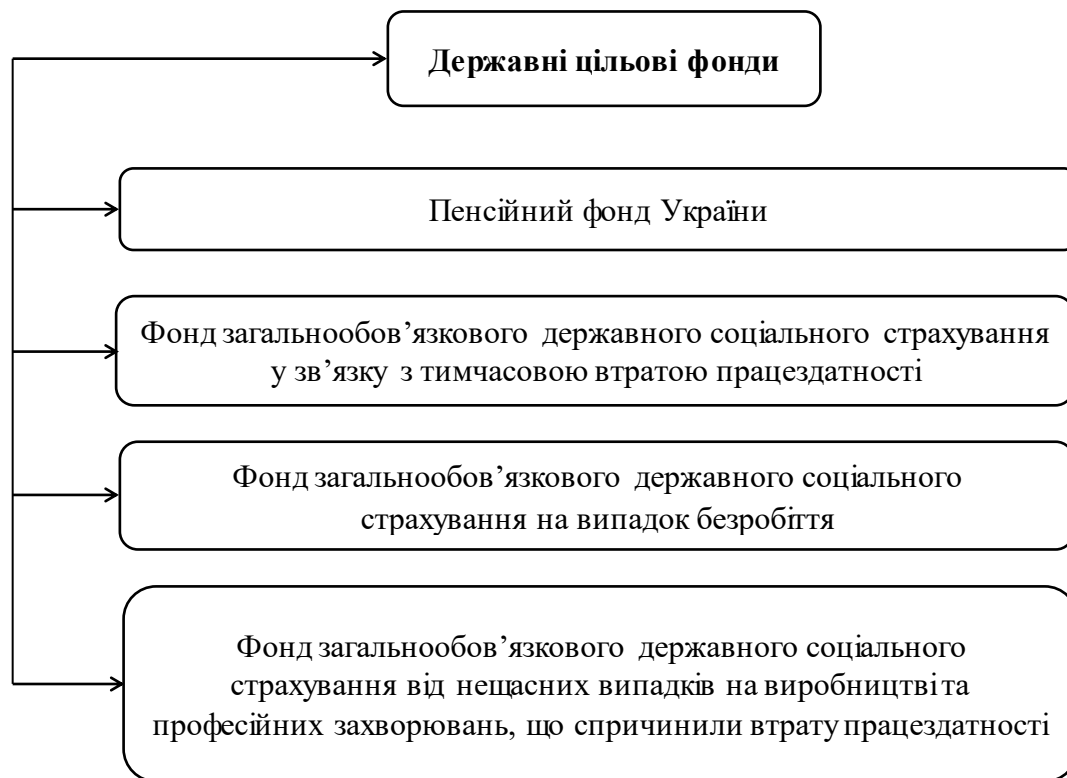 Державні цільові фонди
Пенсійний фонд України
Фонд загальнообов’язкового державного соціального страхування
у зв’язку з тимчасовою втратою працездатності
Фонд загальнообов’язкового державного соціального
страхування на випадок безробіття
Фонд загальнообов’язкового державного соціального
страхування від нещасних випадків на виробництві та
професійних захворювань, що спричинили втрату працездатності